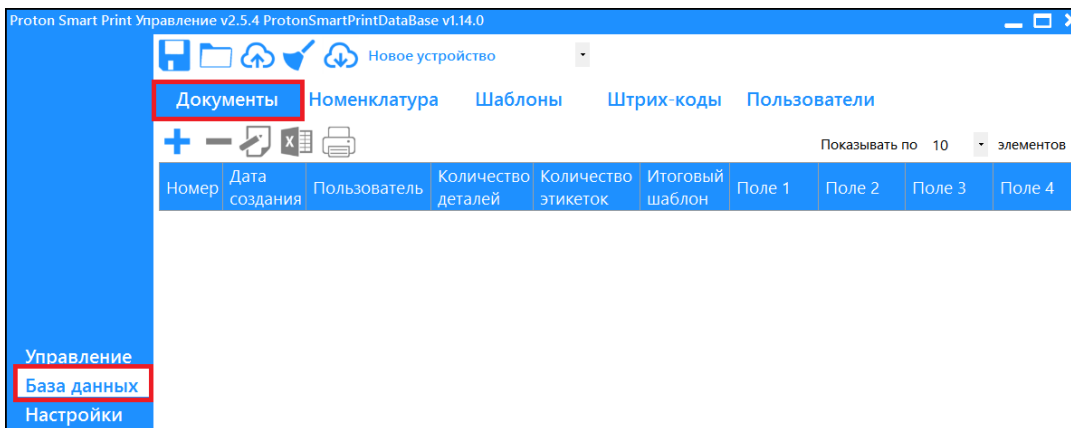 Proton Smart Print Управление v2.5.4 ProtonSmartPrintDataBase v1.14.0
Новое устройство
Документы Номенклатура Шаблоны Штрих-коды Пользователи
Показывать по 10 элементов
Номер Дата создания Пользователь Количество деталей Количество этикеток Итоговый шаблон Поле 1 Поле 2 Поле 3 Поле 4
Управление
База данных
Настройки